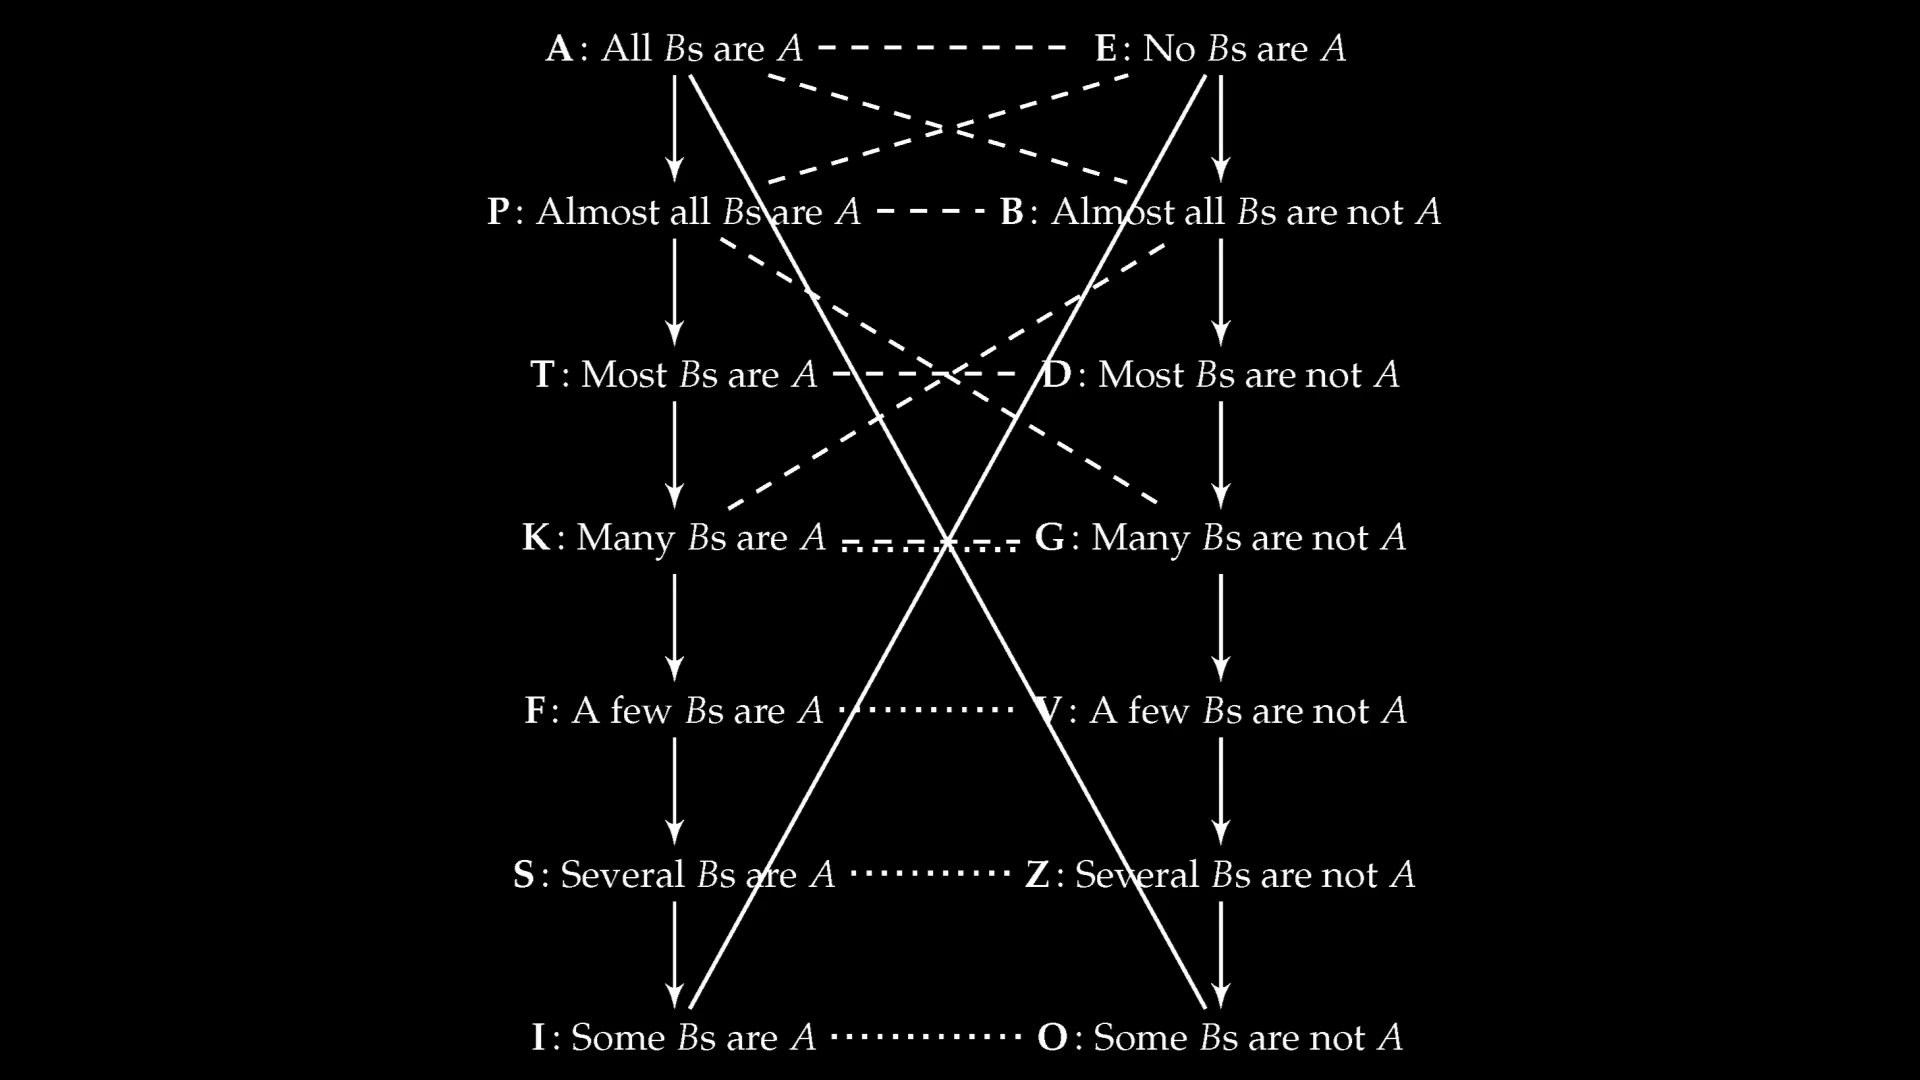 A: All Bs are A
E: No Bs are A
P: Almost all Bs are A
B: Almost all Bs are not A
T: Most Bs are A
D: Most Bs are not A
K: Many Bs are A
G: Many Bs are not A
F: A few Bs are A
V: A few Bs are not A
S: Several Bs are A
Z: Several Bs are not A
I: Some Bs are A
O: Some Bs are not A